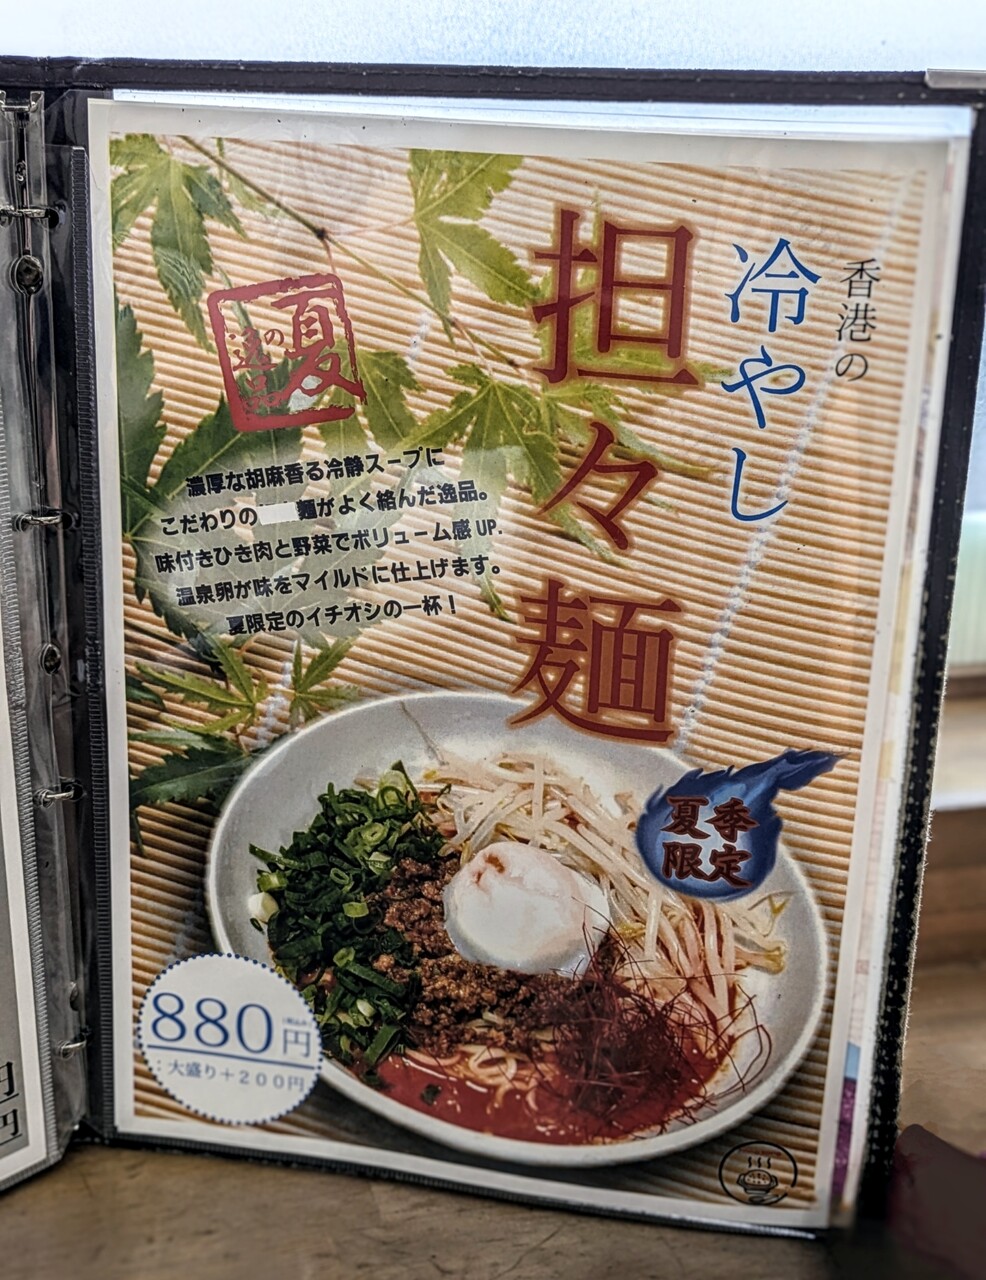 香港の
冷やし
担々麺
夏の逸品
濃厚な胡麻香る冷静スープに
こだわりの 麺がよく絡んだ逸品。
味付きひき肉と野菜でボリューム感UP.
温泉卵が味をマイルドに仕上げます。
夏限定のイチオシの一杯！
夏季
限定
880円
:大盛り+200円
円
円